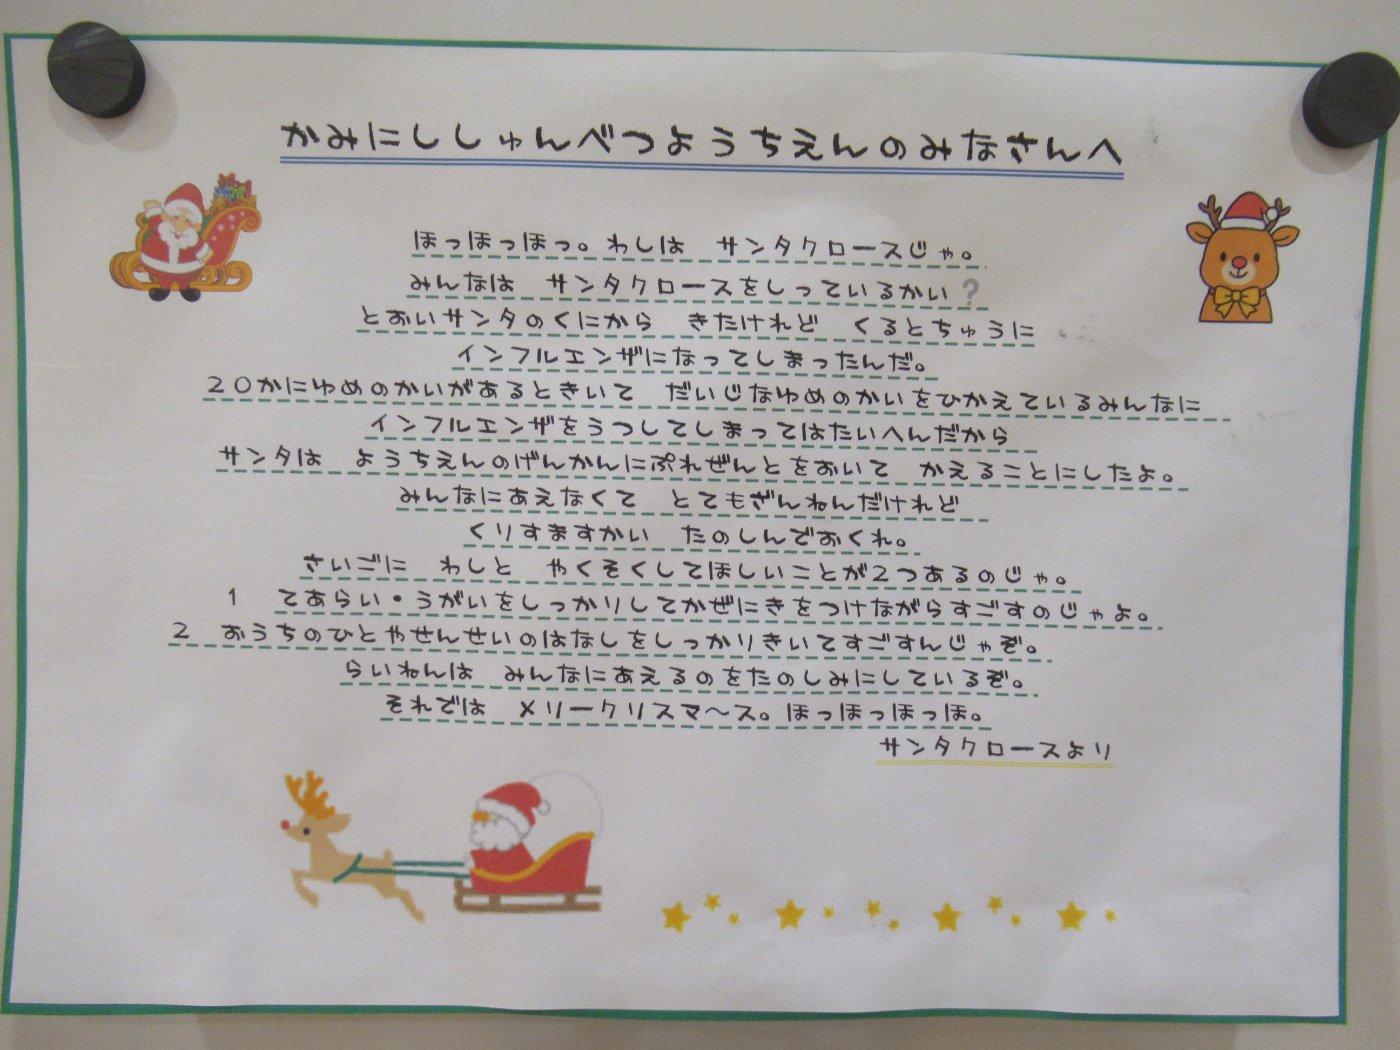 かみにししゅんべつようちえんのみなさんへ
ほっほっほっ。わしは　サンタクロースじゃ。
みんなは　サンタクロースをしっているかい❔
とおいサンタのくにから　きたけれど　くるとちゅうに
インフルエンザになってしまったんだ。
20かにゆめのかいがあるときいて　だいじなゆめのかいをひかえているみんなに
インフルエンザをうつしてしまってはたいへんだから
サンタは　ようちえんのげんかんにぷれぜんとをおいて　かえることにしたよ。
みんなにあえなくて　とてもざんねんだけれど
くりすますかい　たのしんでおくれ。
さいごに　わしと　やくそくしてほしいことが2つあるのじゃ。
1　てあらい・うがいをしっかりしてかぜにきをつけながらすごすのじゃよ。
2　おうちのひとやせんせいのはなしをしっかりきいてすごすんじゃぞ。
らいねんは　みんなにあえるのをたのしみにしているぞ。
それでは　メリークリスマ～ス。ほっほっほっほ。
サンタクロースより